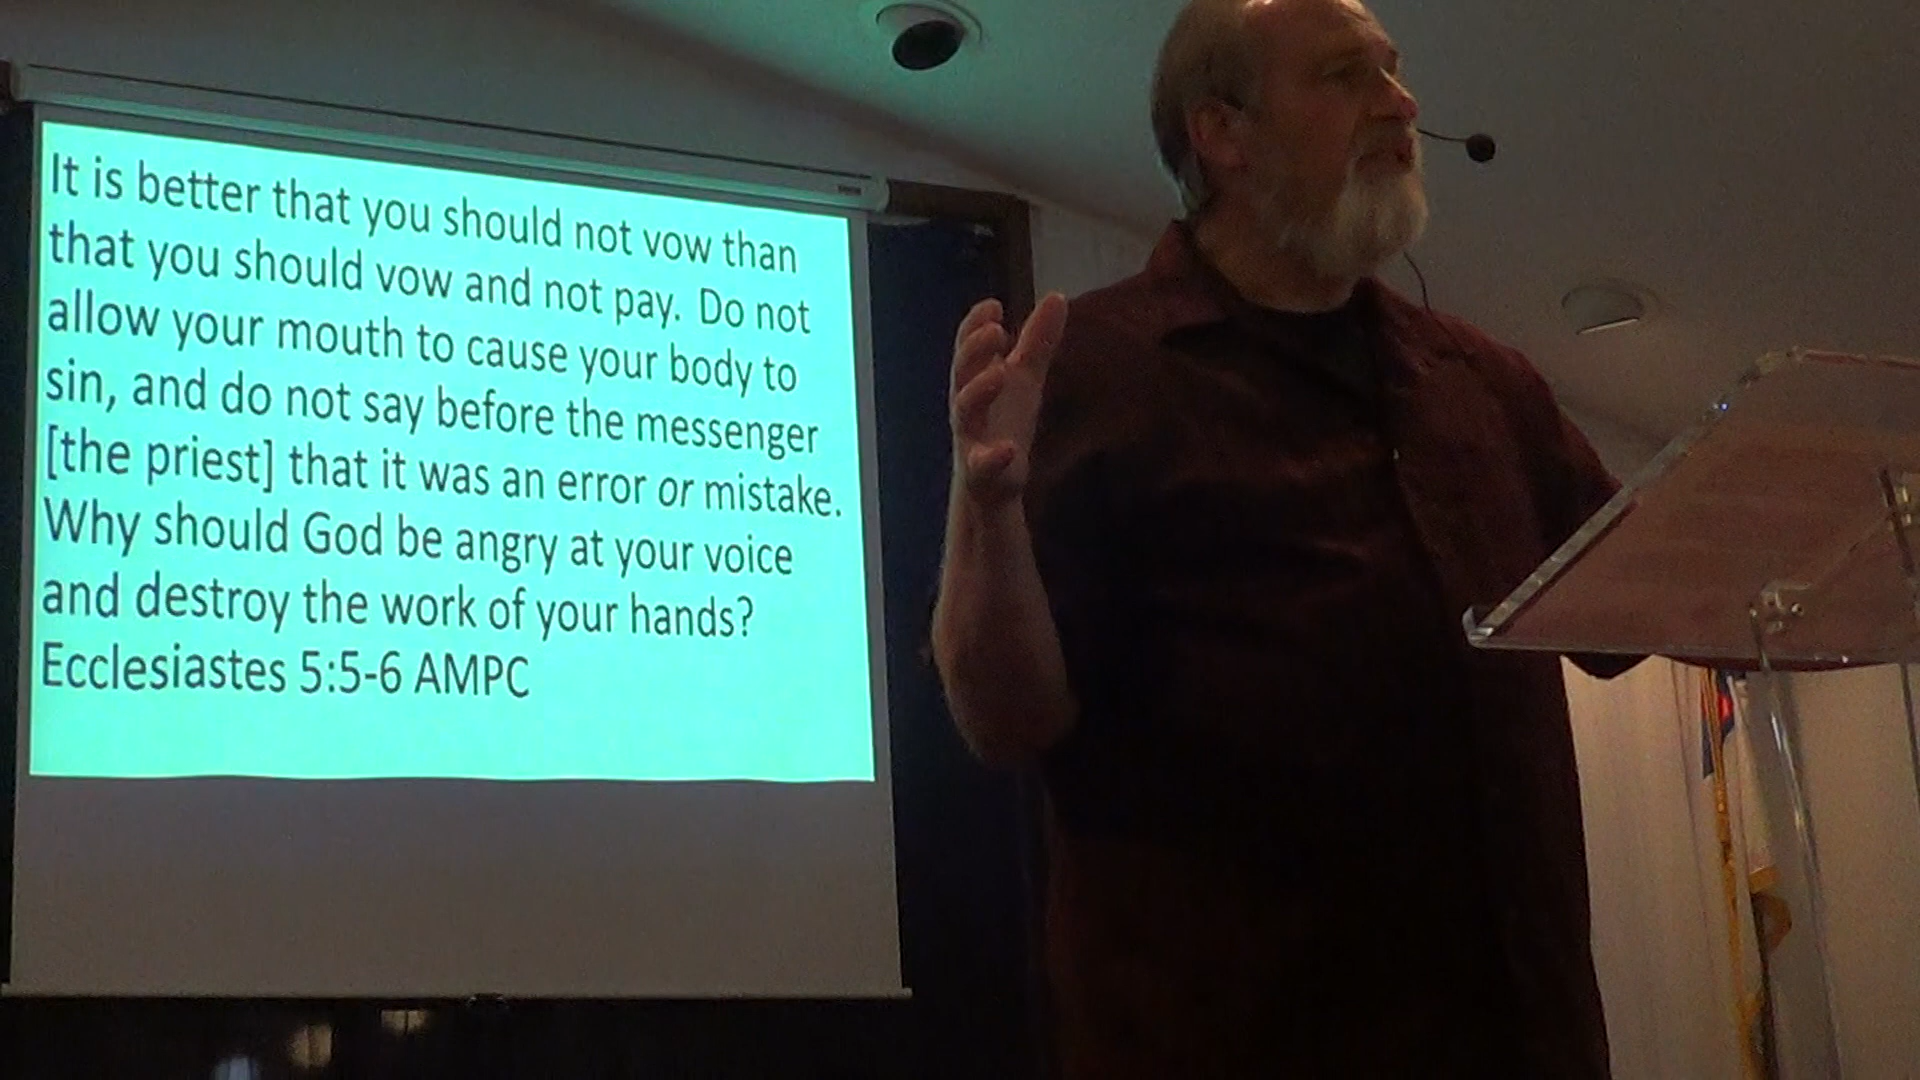 It is better that you should not vow than
that you should vow and not pay. Do not
allow your mouth to cause your body to
sin, and do not say before the messenger
[the priest] that it was an error or mistake.
Why should God be angry at your voice
and destroy the work of your hands?
Ecclesiastes 5:5-6 AMPC